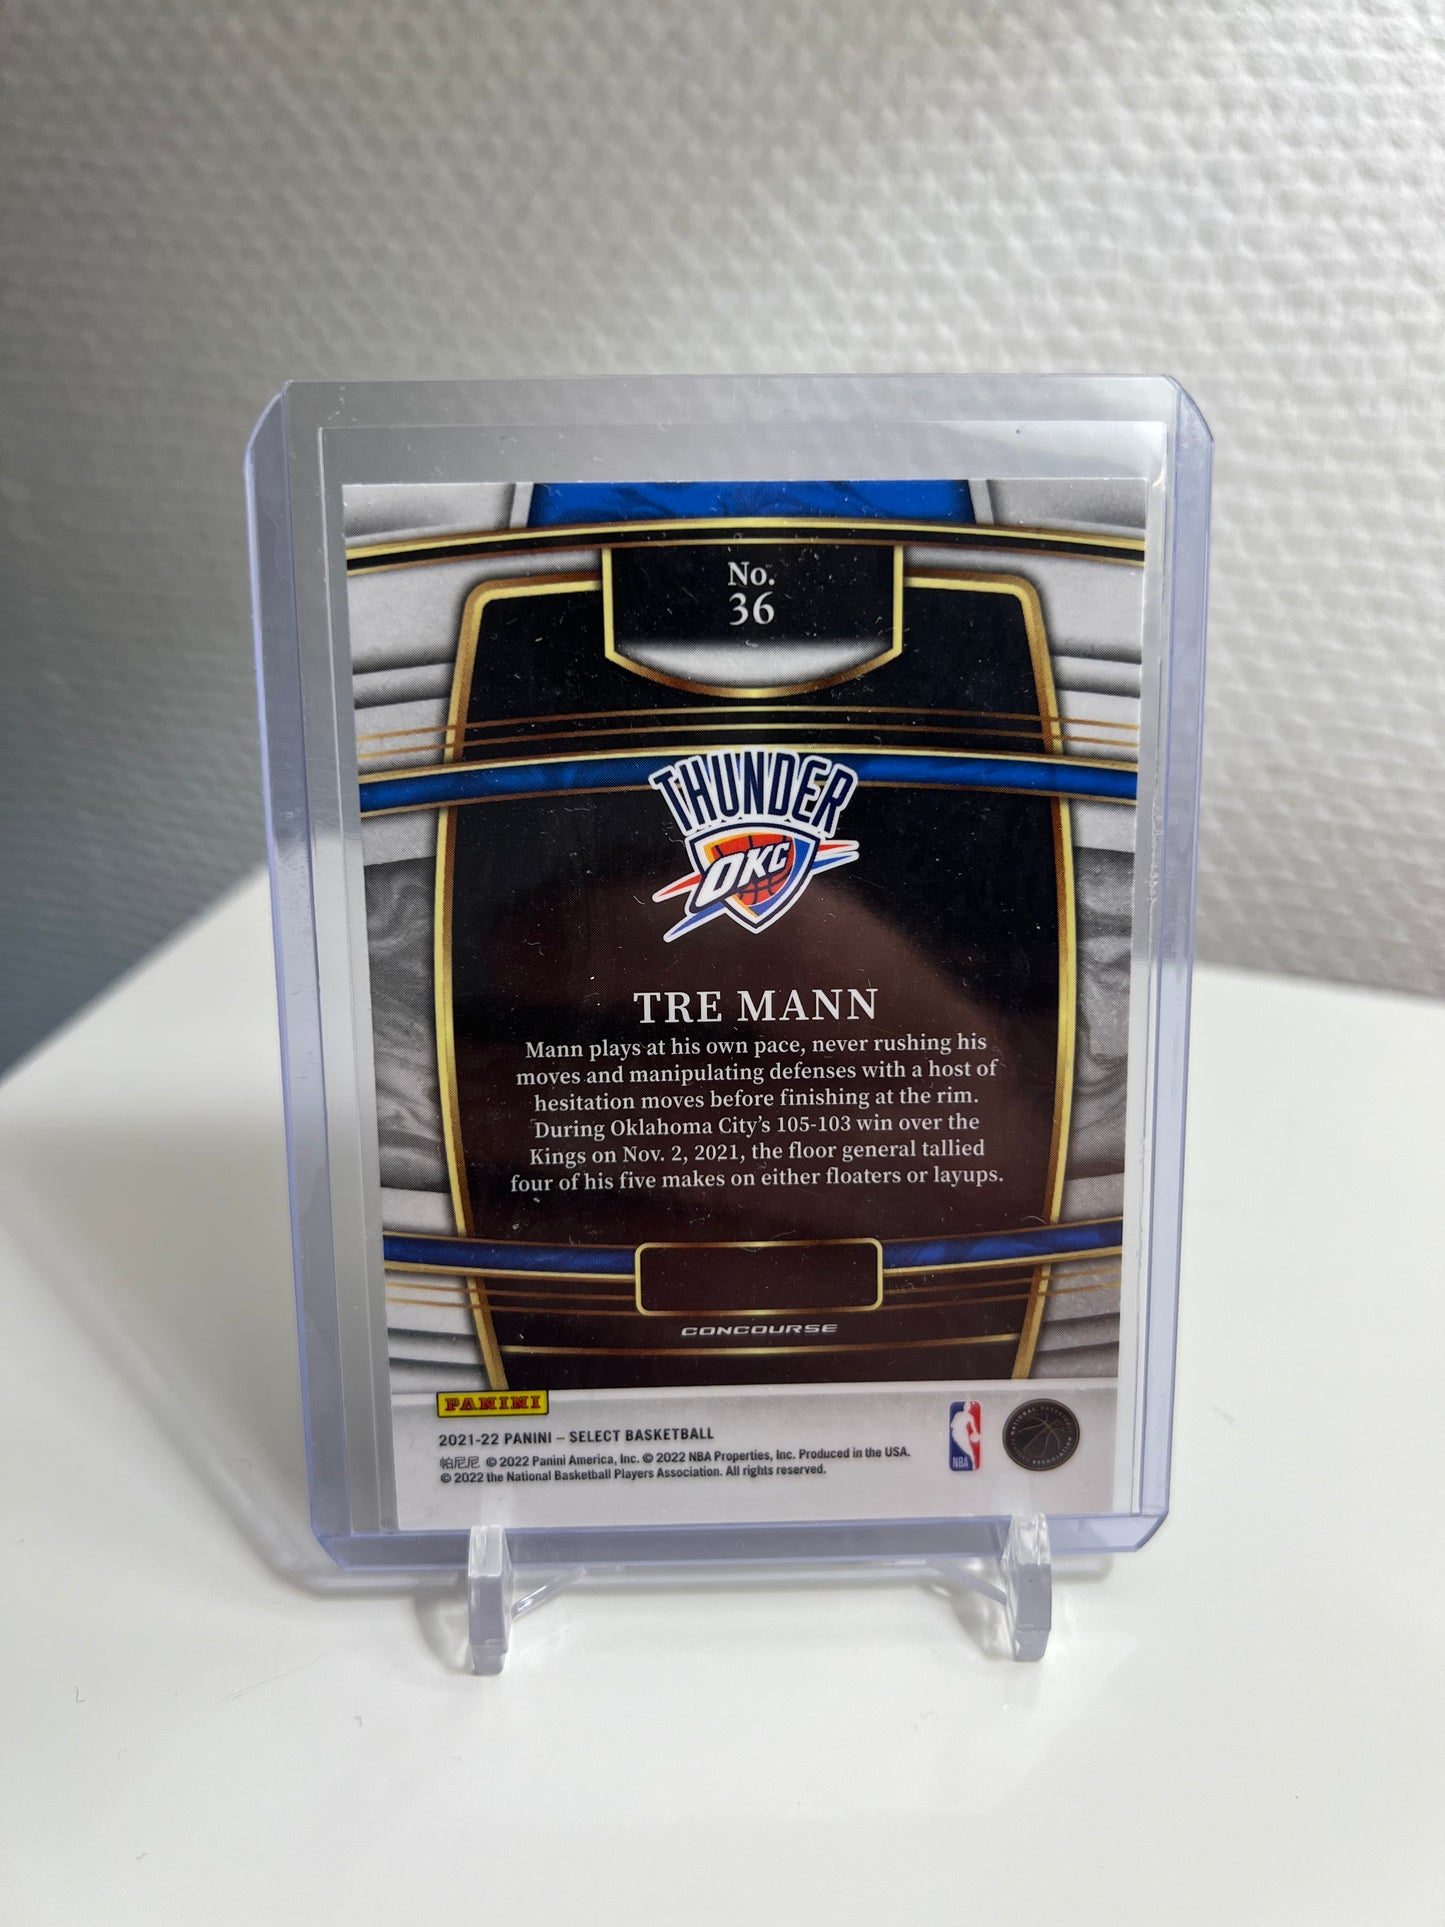 No.
36
THUNDER
OKC
TRE MANN
Mann plays at his own pace, never rushing his
moves and manipulating defenses with a host of
hesitation moves before finishing at the rim.
During Oklahoma City's 105-103 win over the
Kings on Nov. 2, 2021, the floor general tallied
four of his five makes on either floaters or layups.
CONCOURSE
PANINI
2021-22 PANINI – SELECT BASKETBALL
帕尼尼 © 2022 Panini America, Inc. © 2022 NBA Properties, Inc. Produced in the USA.
© 2022 the National Basketball Players Association. All rights reserved.
NBA
NATIONAL BASKETBALL PLAYERS ASSOCIATION